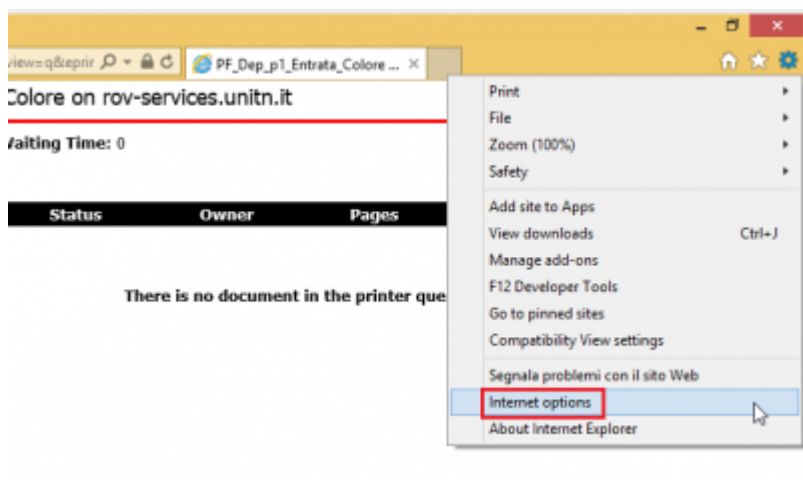 view=q&eprir
PF_Dep_p1_Entrata_Colore ...
Colore on rov-services.unitn.it
Waiting Time: 0
Status Owner Pages
There is no document in the printer que
Print
File
Zoom (100%)
Safety
Add site to Apps
View downloads Ctrl+J
Manage add-ons
F12 Developer Tools
Go to pinned sites
Compatibility View settings
Segnala problemi con il sito Web
Internet options
About Internet Explorer